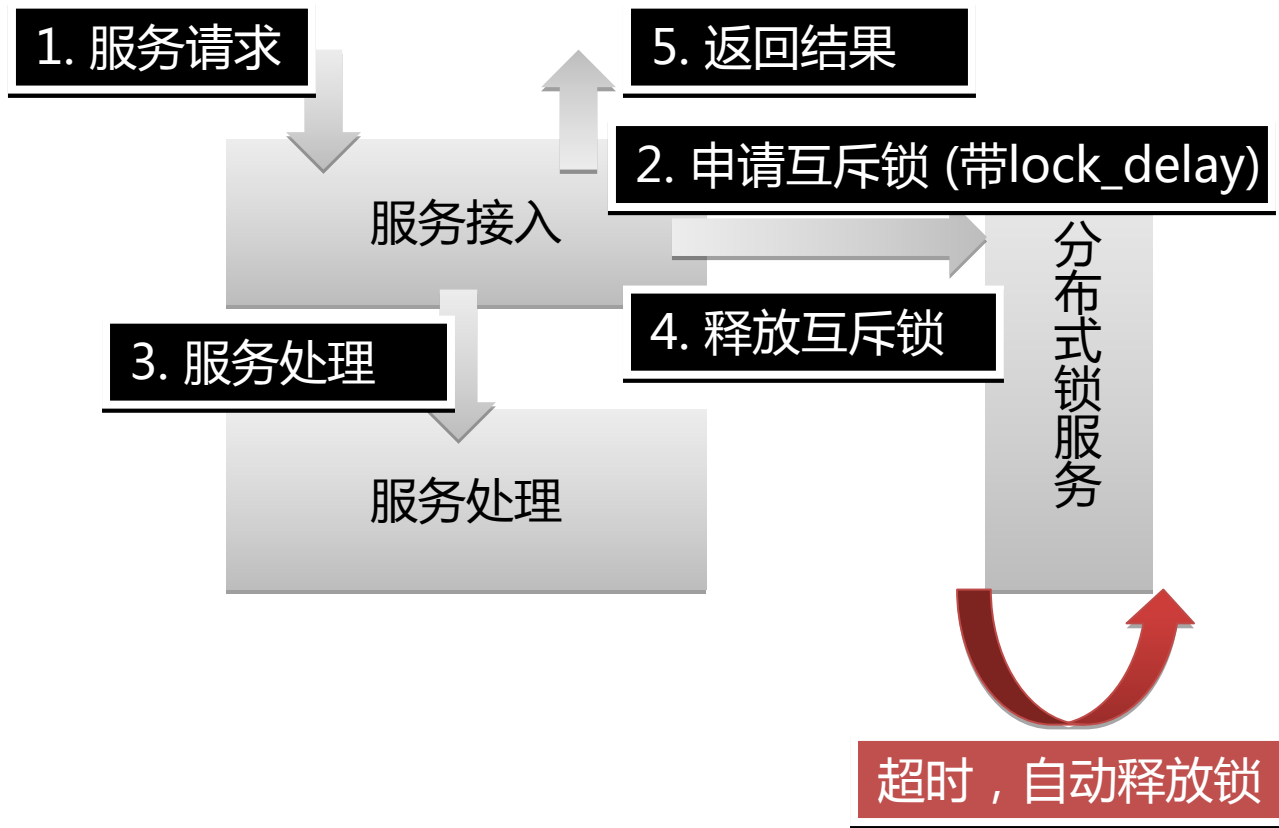 1. 服务请求
5. 返回结果
2. 申请互斥锁 (带lock_delay)
服务接入
分布式锁服务
4. 释放互斥锁
3. 服务处理
服务处理
超时，自动释放锁